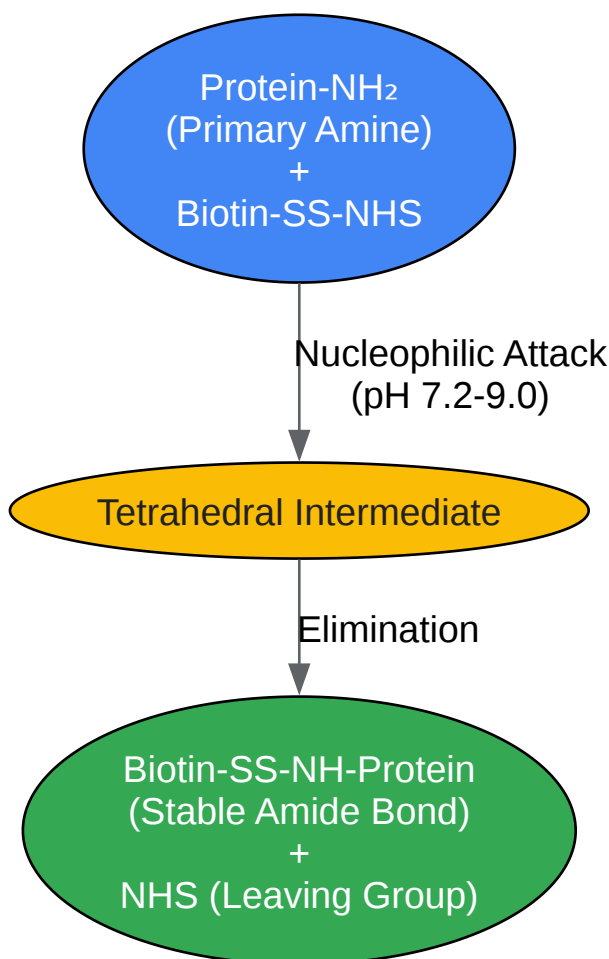 Protein-NH₂
(Primary Amine)
+
Biotin-SS-NHS
Nucleophilic Attack
(pH 7.2-9.0)
Tetrahedral Intermediate
Elimination
Biotin-SS-NH-Protein
(Stable Amide Bond)
+
NHS (Leaving Group)